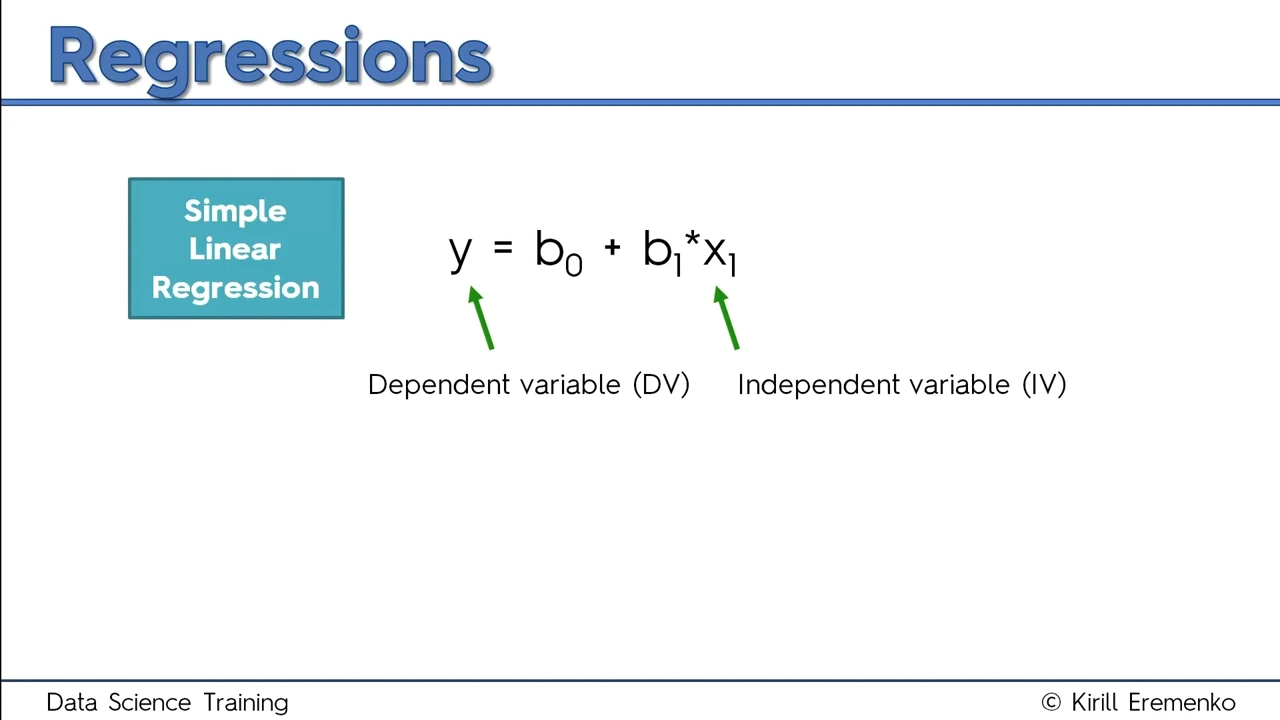 Regressions
Simple
Linear
Regression
y = b₀ + b₁*x₁
Dependent variable (DV)
Independent variable (IV)
Data Science Training
© Kirill Eremenko